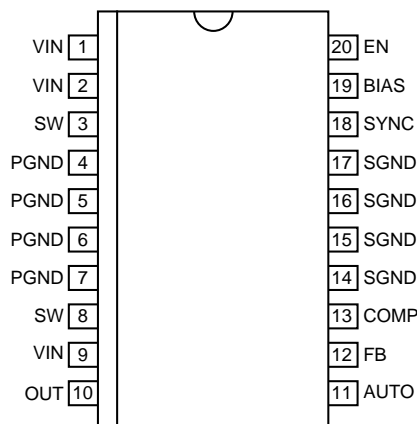 VIN 1 20 EN
VIN 2 19 BIAS
SW 3 18 SYNC
PGND 4 17 SGND
PGND 5 16 SGND
PGND 6 15 SGND
PGND 7 14 SGND
SW 8 13 COMP
VIN 9 12 FB
OUT 10 11 AUTO